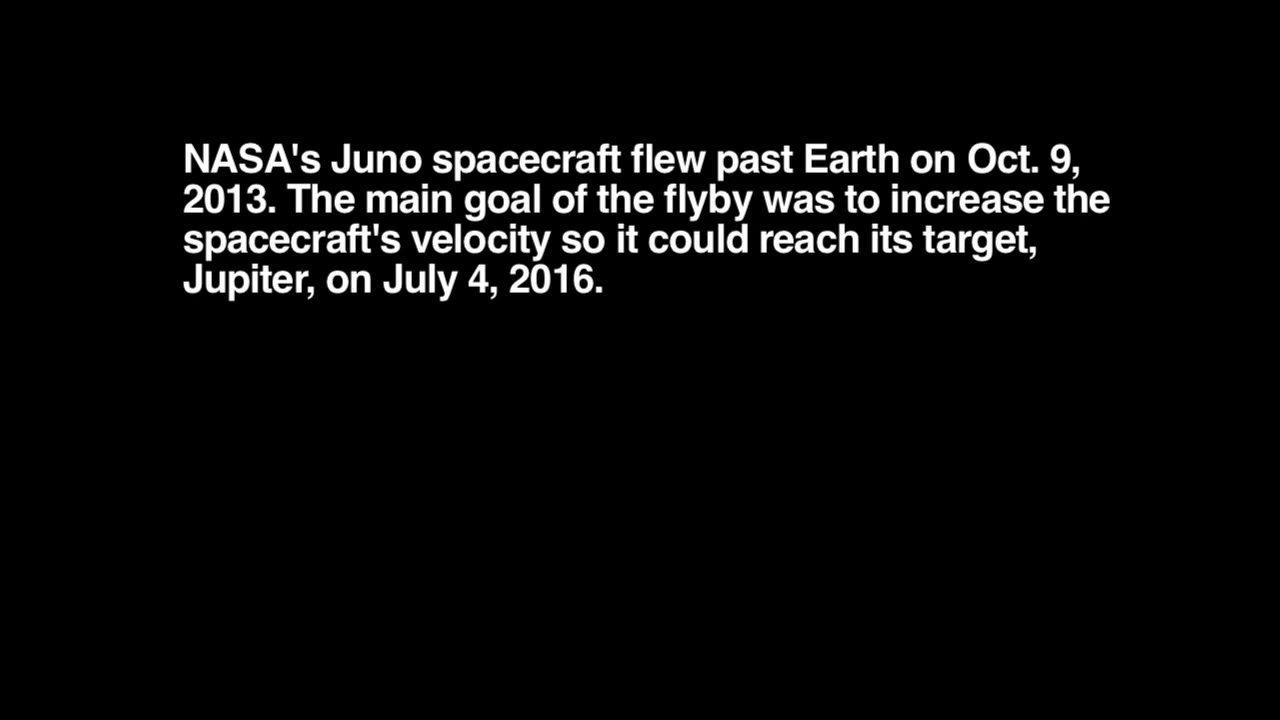 NASA's Juno spacecraft flew past Earth on Oct. 9,
2013. The main goal of the flyby was to increase the
spacecraft's velocity so it could reach its target,
Jupiter, on July 4, 2016.